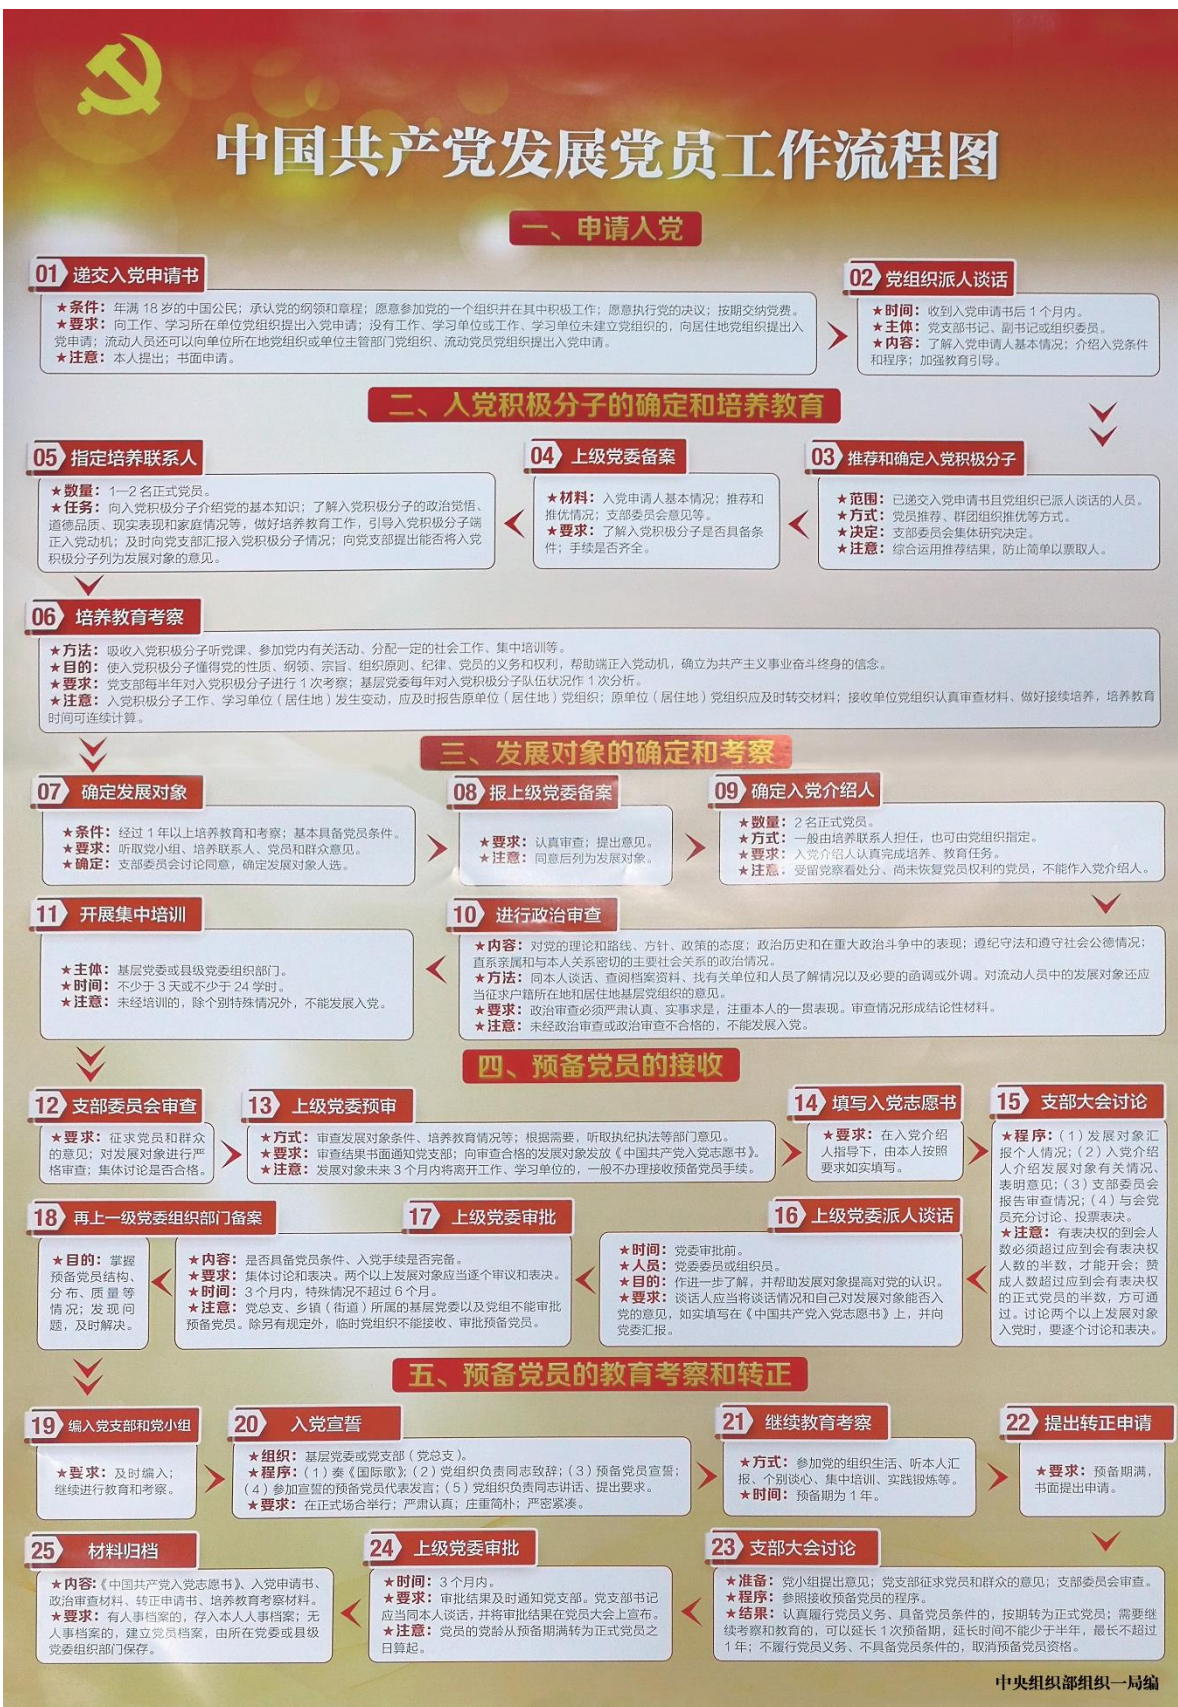 中国共产党发展党员工作流程图
一、申请入党
01 递交入党申请书
★条件：年满 18 岁的中国公民；承认党的纲领和章程；愿意参加党的一个组织并在其中积极工作；愿意执行党的决议；按期交纳党费。
★要求：向工作、学习所在单位党组织提出入党申请；没有工作、学习单位或工作、学习单位未建立党组织的，向居住地党组织提出入
党申请；流动人员还可以向单位所在地党组织或单位主管部门党组织、流动党员党组织提出入党申请。
★注意：本人提出；书面申请。
02 党组织派人谈话
★时间：收到入党申请书后 1 个月内。
★主体：党支部书记、副书记或组织委员。
★内容：了解入党申请人基本情况；介绍入党条件
和程序；加强教育引导。
二、入党积极分子的确定和培养教育
03 推荐和确定入党积极分子
★范围：已递交入党申请书且党组织已派人谈话的人员。
★方式：党员推荐、群团组织推优等方式。
★决定：支部委员会集体研究决定。
★注意：综合运用推荐结果，防止简单以票取人。
04 上级党委备案
★材料：入党申请人基本情况；推荐和
推优情况；支部委员会意见等。
★要求：了解入党积极分子是否具备条
件；手续是否齐全。
05 指定培养联系人
★数量：1—2 名正式党员。
★任务：向入党积极分子介绍党的基本知识；了解入党积极分子的政治觉悟、
道德品质、现实表现和家庭情况等，做好培养教育工作，引导入党积极分子端
正入党动机；及时向党支部汇报入党积极分子情况；向党支部提出能否将入党
积极分子列为发展对象的意见。
06 培养教育考察
★方法：吸收入党积极分子听党课、参加党内有关活动、分配一定的社会工作、集中培训等。
★目的：使入党积极分子懂得党的性质、纲领、宗旨、组织原则、纪律、党员的义务和权利，帮助端正入党动机，确立为共产主义事业奋斗终身的信念。
★要求：党支部每半年对入党积极分子进行 1 次考察；基层党委每年对入党积极分子队伍状况作 1 次分析。
★注意：入党积极分子工作、学习单位（居住地）发生变动，应及时报告原单位（居住地）党组织；原单位（居住地）党组织应及时转交材料；接收单位党组织认真审查材料、做好接续培养，培养教育
时间可连续计算。
三、发展对象的确定和考察
07 确定发展对象
★条件：经过 1 年以上培养教育和考察；基本具备党员条件。
★要求：听取党小组、培养联系人、党员和群众意见。
★确定：支部委员会讨论同意，确定发展对象人选。
08 报上级党委备案
★要求：认真审查；提出意见。
★注意：同意后列为发展对象。
09 确定入党介绍人
★数量：2 名正式党员。
★方式：一般由培养联系人担任，也可由党组织指定。
★要求：入党介绍人认真完成培养、教育任务。
★注意：受留党察看处分、尚未恢复党员权利的党员，不能作入党介绍人。
10 进行政治审查
★内容：对党的理论和路线、方针、政策的态度；政治历史和在重大政治斗争中的表现；遵纪守法和遵守社会公德情况；
直系亲属和与本人关系密切的主要社会关系的政治情况。
★方法：同本人谈话、查阅档案资料、找有关单位和人员了解情况以及必要的函调或外调。对流动人员中的发展对象还应
当征求户籍所在地和居住地基层党组织的意见。
★要求：政治审查必须严肃认真、实事求是，注重本人的一贯表现。审查情况形成结论性材料。
★注意：未经政治审查或政治审查不合格的，不能发展入党。
11 开展集中培训
★主体：基层党委或县级党委组织部门。
★时间：不少于 3 天或不少于 24 学时。
★注意：未经培训的，除个别特殊情况外，不能发展入党。
四、预备党员的接收
12 支部委员会审查
★要求：征求党员和群众
的意见；对发展对象进行严
格审查；集体讨论是否合格。
13 上级党委预审
★方式：审查发展对象条件、培养教育情况等；根据需要，听取执纪执法等部门意见。
★要求：审查结果书面通知党支部；向审查合格的发展对象发放《中国共产党入党志愿书》。
★注意：发展对象未来 3 个月内将离开工作、学习单位的，一般不办理接收预备党员手续。
14 填写入党志愿书
★要求：在入党介绍
人指导下，由本人按照
要求如实填写。
15 支部大会讨论
★程序：（1）发展对象汇
报个人情况；（2）入党介绍
人介绍发展对象有关情况、
表明意见；（3）支部委员会
报告审查情况；（4）与会党
员充分讨论、投票表决。
★注意：有表决权的到会人
数必须超过应到会有表决权
人数的半数，才能开会；赞
成人数超过应到会有表决权
的正式党员的半数，方可通
过。讨论两个以上发展对象
入党时，要逐个讨论和表决。
16 上级党委派人谈话
★时间：党委审批前。
★人员：党委委员或组织员。
★目的：作进一步了解，并帮助发展对象提高对党的认识。
★要求：谈话人应当将谈话情况和自己对发展对象能否入
党的意见，如实填写在《中国共产党入党志愿书》上，并向
党委汇报。
17 上级党委审批
★内容：是否具备党员条件、入党手续是否完备。
★要求：集体讨论和表决。两个以上发展对象应当逐个审议和表决。
★时间：3 个月内，特殊情况不超过 6 个月。
★注意：党总支、乡镇（街道）所属的基层党委以及党组不能审批
预备党员。除另有规定外，临时党组织不能接收、审批预备党员。
18 再上一级党委组织部门备案
★目的：掌握
预备党员结构、
分布、质量等
情况；发现问
题，及时解决。
五、预备党员的教育考察和转正
19 编入党支部和党小组
★要求：及时编入；
继续进行教育和考察。
20 入党宣誓
★组织：基层党委或党支部（党总支）。
★程序：（1）奏《国际歌》；（2）党组织负责同志致辞；（3）预备党员宣誓；
（4）参加宣誓的预备党员代表发言；（5）党组织负责同志讲话、提出要求。
★要求：在正式场合举行；严肃认真；庄重简朴；严密紧凑。
21 继续教育考察
★方式：参加党的组织生活、听本人汇
报、个别谈心、集中培训、实践锻炼等。
★时间：预备期为 1 年。
22 提出转正申请
★要求：预备期满，
书面提出申请。
23 支部大会讨论
★准备：党小组提出意见；党支部征求党员和群众的意见；支部委员会审查。
★程序：参照接收预备党员的程序。
★结果：认真履行党员义务、具备党员条件的，按期转为正式党员；需要继
续考察和教育的，可以延长 1 次预备期，延长时间不能少于半年，最长不超过
1 年；不履行党员义务、不具备党员条件的，取消预备党员资格。
24 上级党委审批
★时间：3 个月内。
★要求：审批结果及时通知党支部。党支部书记
应当同本人谈话，并将审批结果在党员大会上宣布。
★注意：党员的党龄从预备期满转为正式党员之
日算起。
25 材料归档
★内容：《中国共产党入党志愿书》、入党申请书、
政治审查材料、转正申请书、培养教育考察材料。
★要求：有人事档案的，存入本人人事档案；无
人事档案的，建立党员档案，由所在党委或县级
党委组织部门保存。
中央组织部组织一局编